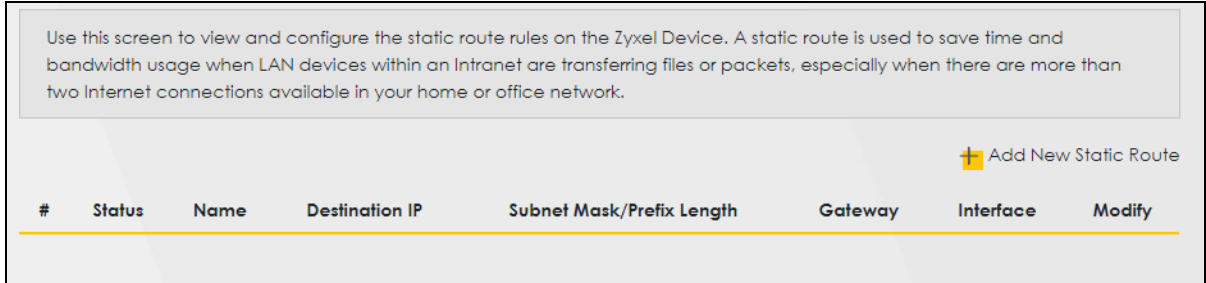 Use this screen to view and configure the static route rules on the Zyxel Device. A static route is used to save time and
bandwidth usage when LAN devices within an Intranet are transferring files or packets, especially when there are more than
two Internet connections available in your home or office network.
+ Add New Static Route
# Status Name Destination IP Subnet Mask/Prefix Length Gateway Interface Modify